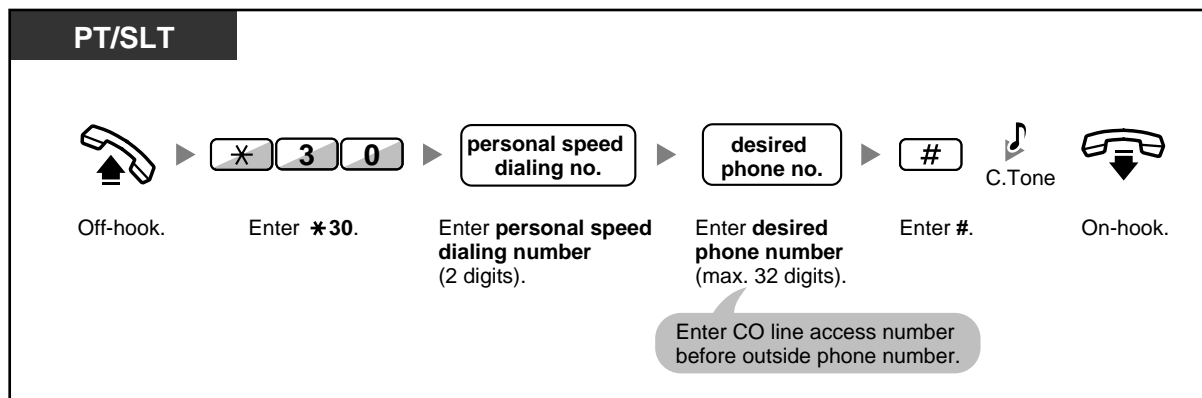 PT/SLT
✳ 3 0
personal speed
dialing no.
desired
phone no.
#
C.Tone
Off-hook.
Enter ✳30.
Enter personal speed
dialing number
(2 digits).
Enter desired
phone number
(max. 32 digits).
Enter #.
On-hook.
Enter CO line access number
before outside phone number.